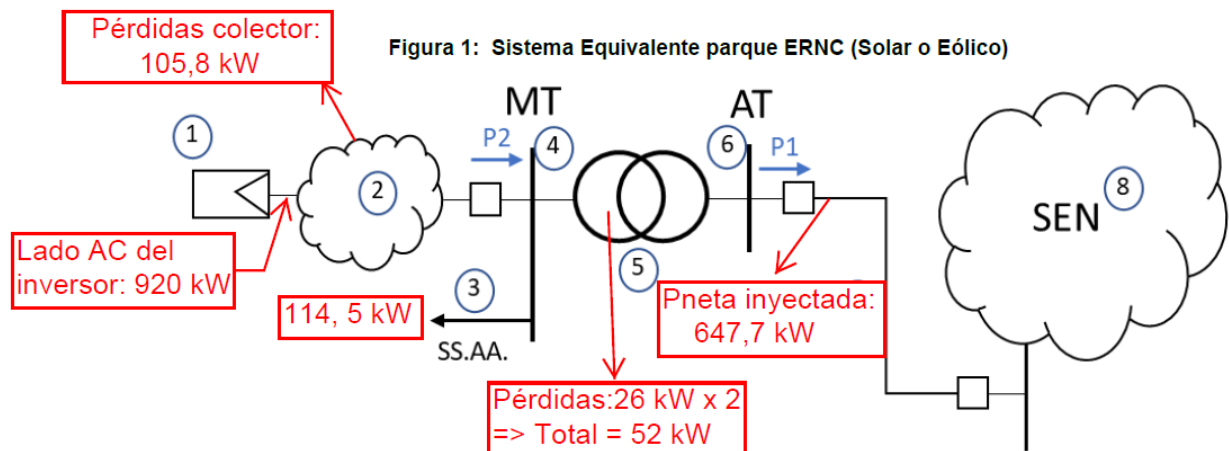 Pérdidas colector:
105,8 kW
Figura 1: Sistema Equivalente parque ERNC (Solar o Eólico)
MT
AT
1
P2
4
6
P1
2
8
SEN
Lado AC del
inversor: 920 kW
3
5
114, 5 kW
SS.AA.
Pneta inyectada:
647,7 kW
Pérdidas:26 kW x 2
=> Total = 52 kW